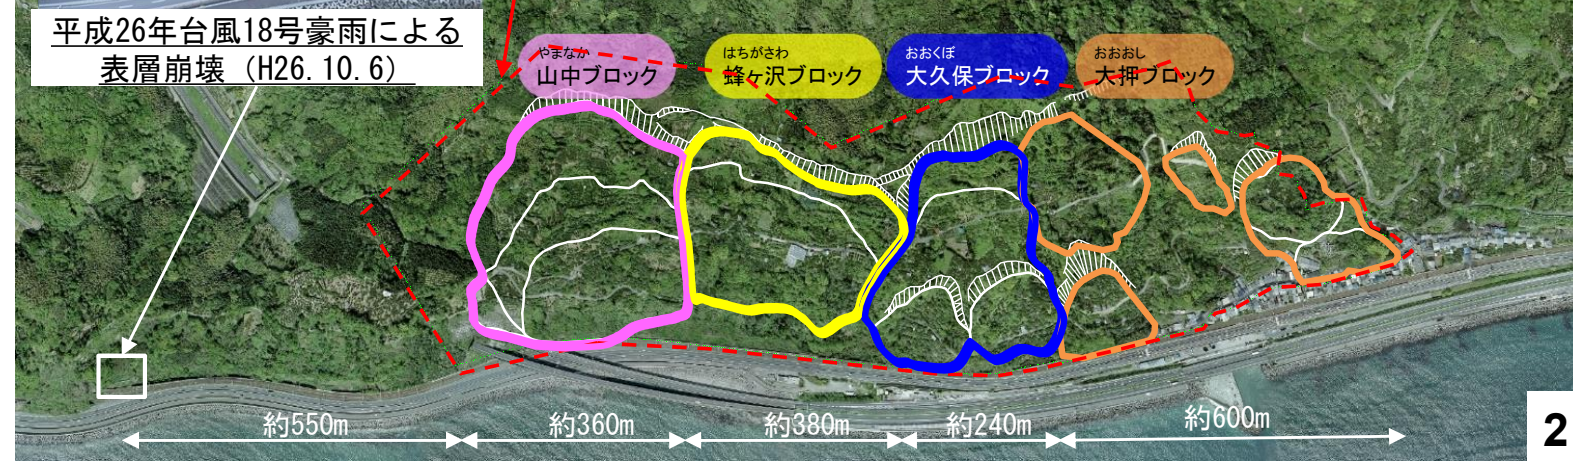 平成26年台風18号豪雨による
表層崩壊（H26.10.6）
やまなか
山中ブロック
はちがさわ
蜂ヶ沢ブロック
おおくぼ
大久保ブロック
おおおし
大押ブロック
約550m
約360m
約380m
約240m
約600m
2